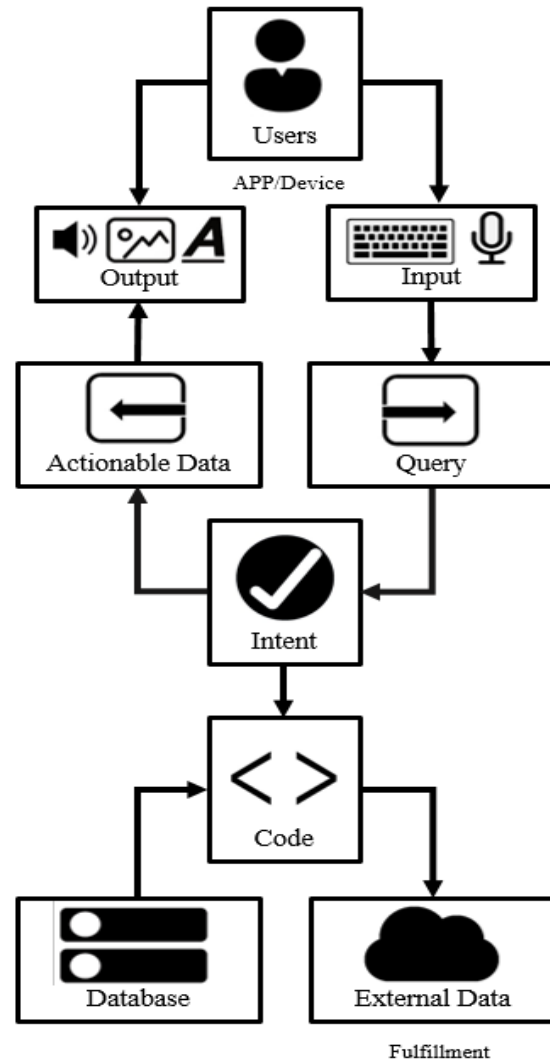 Users
APP/Device
Output
Input
Actionable Data
Query
Intent
< >
Code
Database
External Data
Fulfillment